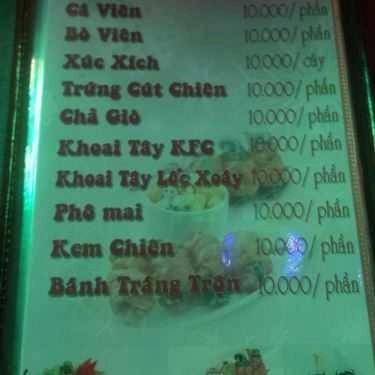 Cá Viên 10.000/ phần
Bò Viên 10.000/ phần
Xúc Xích 10.000/ cây
Trứng Cút Chiên 10.000/ phần
Chả Giò 10.000/ phần
Khoai Tây KFC 10.000/ phần
Khoai Tây Lốc Xoáy 10.000/ phần
Phô mai 10.000/ phần
Kem Chiên 10.000/ phần
Bánh Tráng Trộn 10.000/ phần